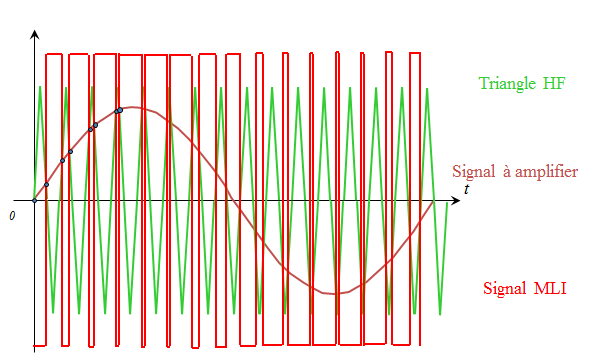 Triangle HF
Signal à amplifier
t
0
Signal MLI